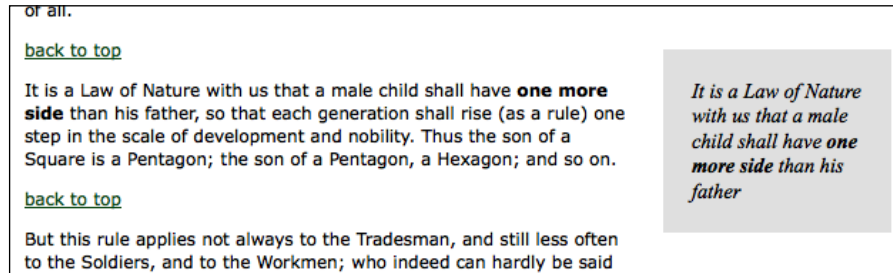 of all.
back to top
It is a Law of Nature with us that a male child shall have one more
side than his father, so that each generation shall rise (as a rule) one
step in the scale of development and nobility. Thus the son of a
Square is a Pentagon; the son of a Pentagon, a Hexagon; and so on.
back to top
But this rule applies not always to the Tradesman, and still less often
to the Soldiers, and to the Workmen; who indeed can hardly be said
It is a Law of Nature
with us that a male
child shall have one
more side than his
father